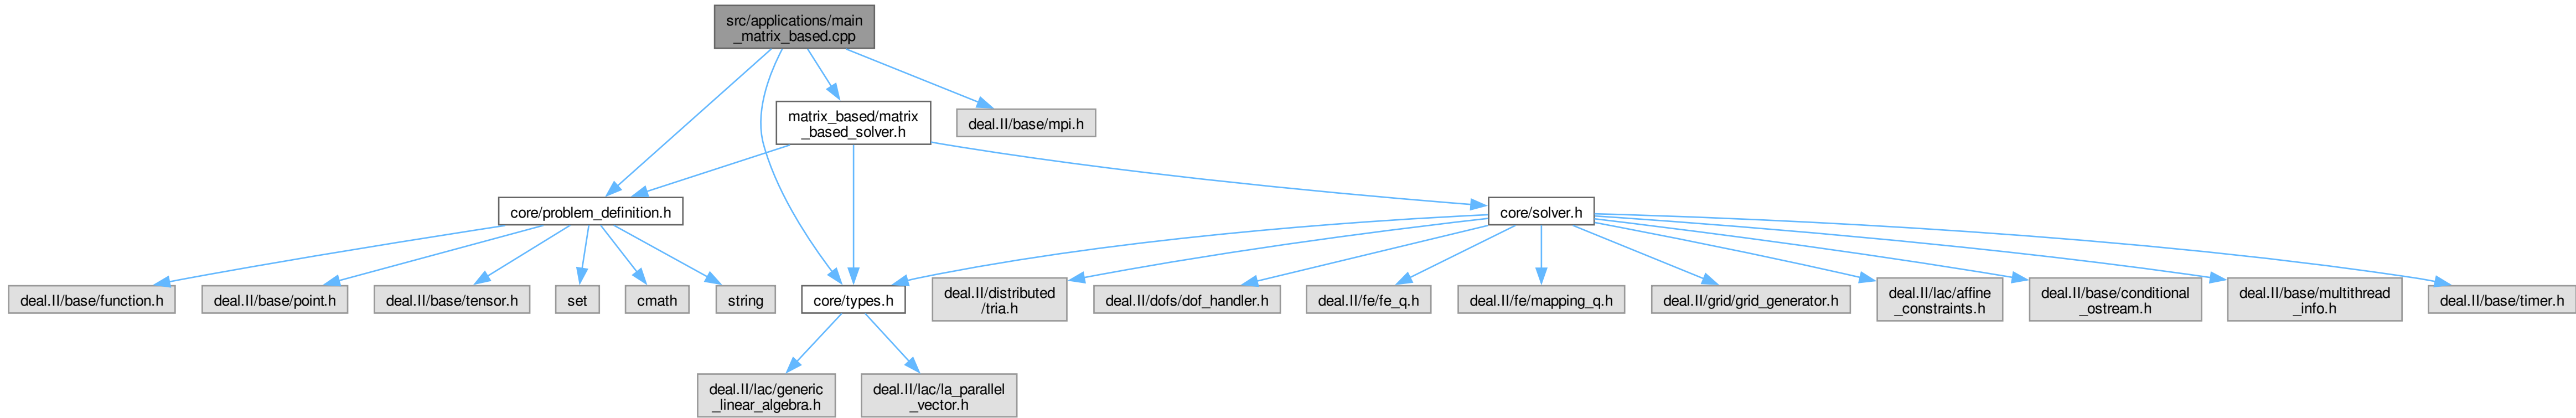 src/applications/main
_matrix_based.cpp
matrix_based/matrix
_based_solver.h
deal.II/base/mpi.h
core/problem_definition.h
core/solver.h
deal.II/base/function.h
deal.II/base/point.h
deal.II/base/tensor.h
set
cmath
string
core/types.h
deal.II/distributed
/tria.h
deal.II/dofs/dof_handler.h
deal.II/fe/fe_q.h
deal.II/fe/mapping_q.h
deal.II/grid/grid_generator.h
deal.II/lac/affine
_constraints.h
deal.II/base/conditional
_ostream.h
deal.II/base/multithread
_info.h
deal.II/base/timer.h
deal.II/lac/generic
_linear_algebra.h
deal.II/lac/la_parallel
_vector.h